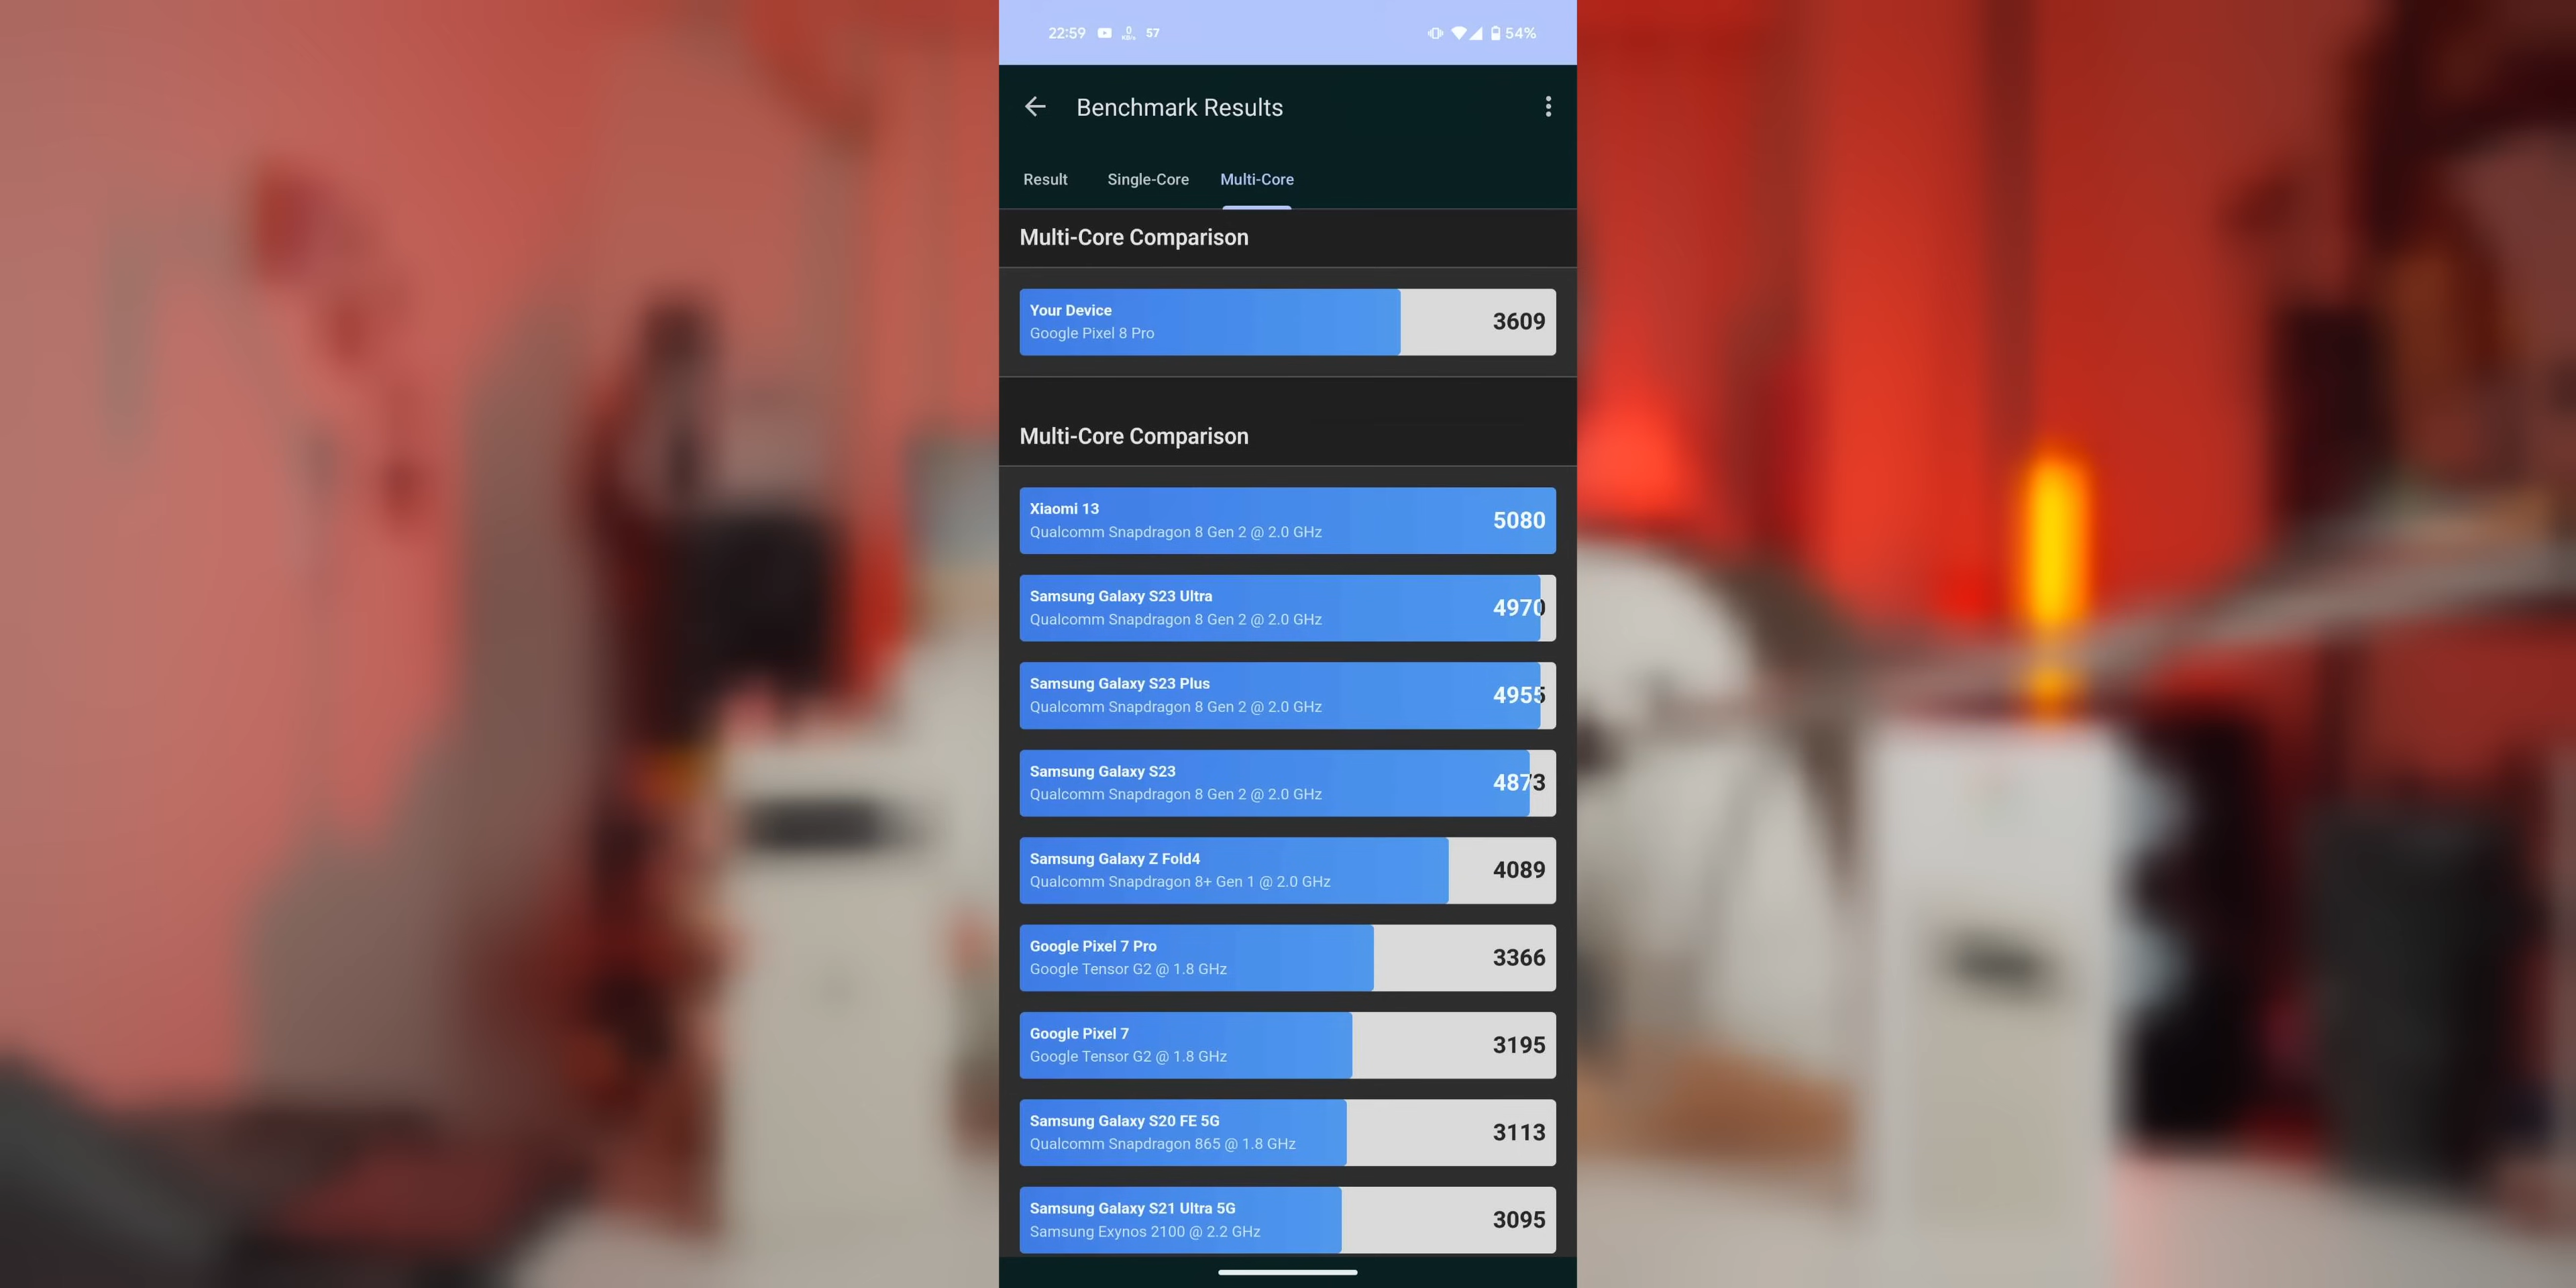 22:59 0 KB/s 57 54%
Benchmark Results
Result Single-Core Multi-Core
Multi-Core Comparison
Your Device
Google Pixel 8 Pro
3609
Multi-Core Comparison
Xiaomi 13
Qualcomm Snapdragon 8 Gen 2 @ 2.0 GHz
5080
Samsung Galaxy S23 Ultra
Qualcomm Snapdragon 8 Gen 2 @ 2.0 GHz
4970
Samsung Galaxy S23 Plus
Qualcomm Snapdragon 8 Gen 2 @ 2.0 GHz
4955
Samsung Galaxy S23
Qualcomm Snapdragon 8 Gen 2 @ 2.0 GHz
4873
Samsung Galaxy Z Fold4
Qualcomm Snapdragon 8+ Gen 1 @ 2.0 GHz
4089
Google Pixel 7 Pro
Google Tensor G2 @ 1.8 GHz
3366
Google Pixel 7
Google Tensor G2 @ 1.8 GHz
3195
Samsung Galaxy S20 FE 5G
Qualcomm Snapdragon 865 @ 1.8 GHz
3113
Samsung Galaxy S21 Ultra 5G
Samsung Exynos 2100 @ 2.2 GHz
3095